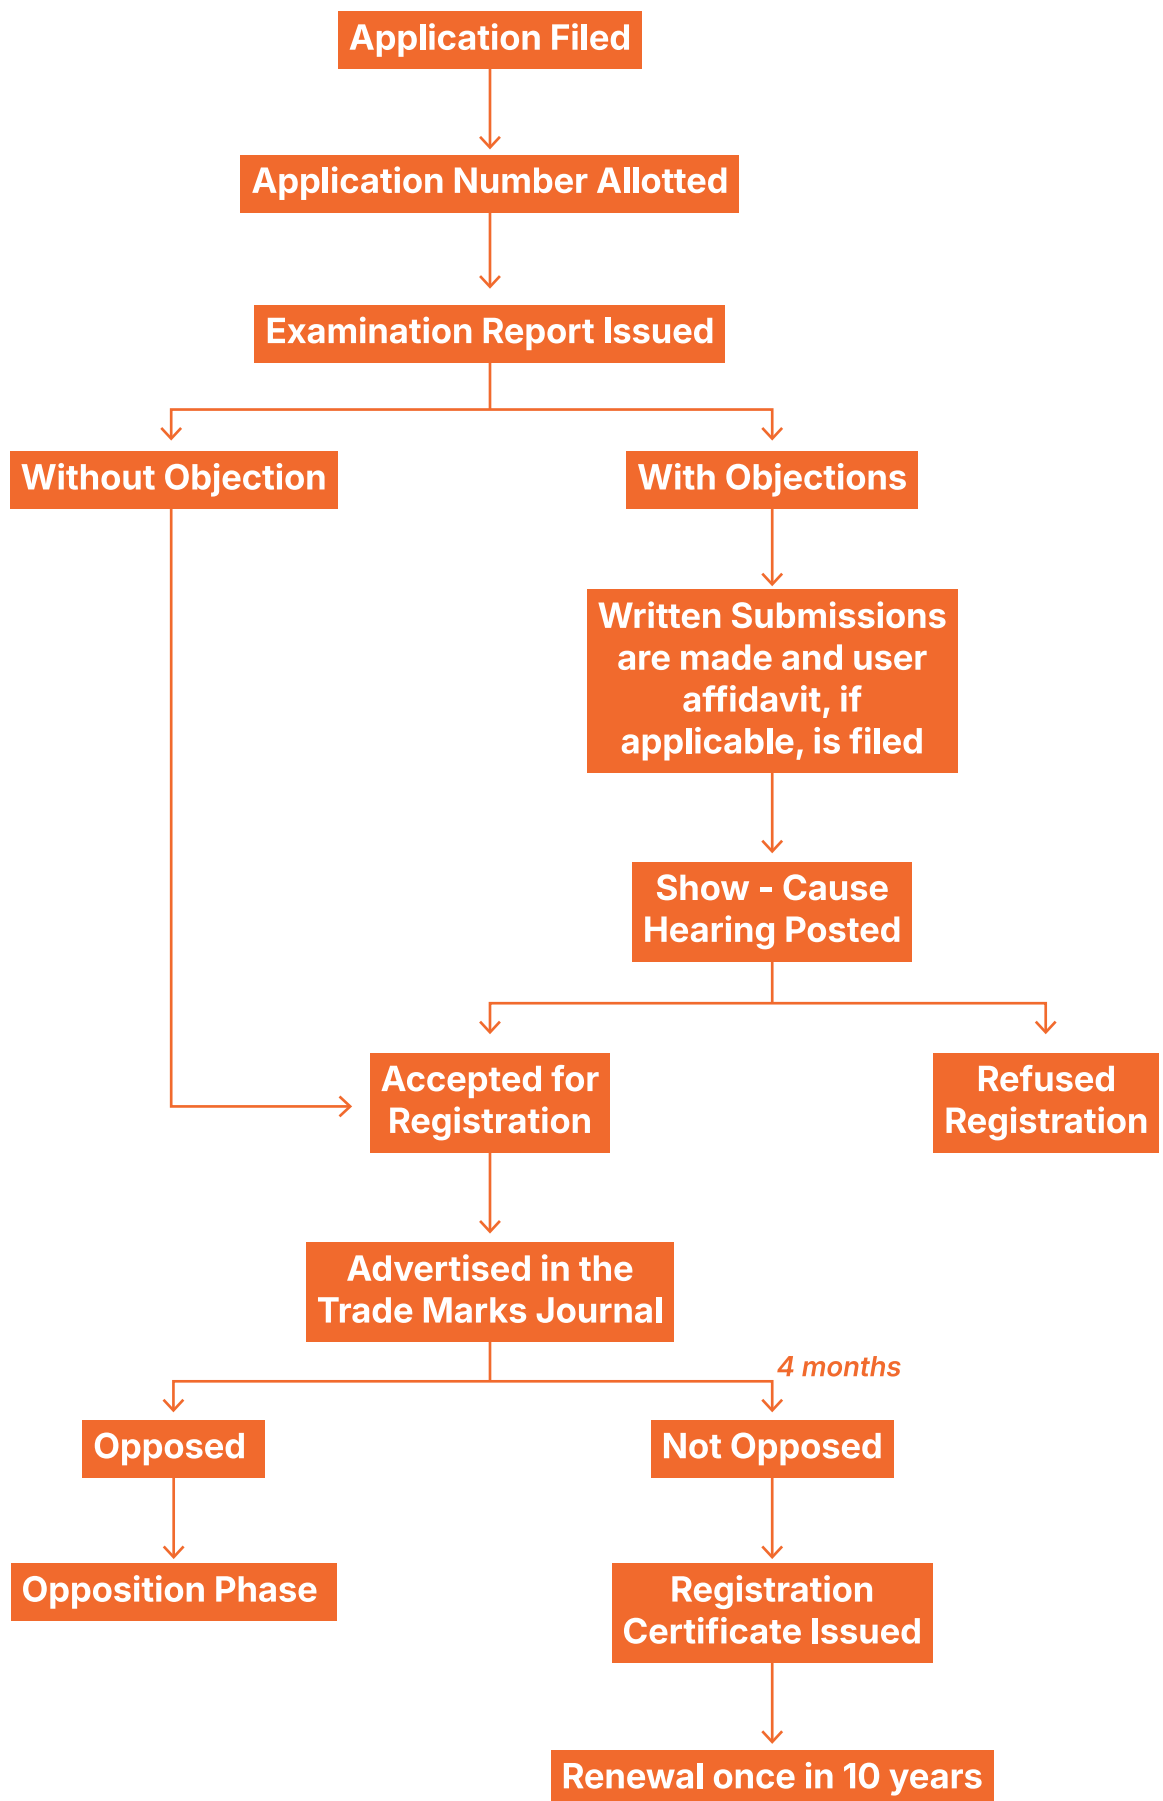 Application Filed
Application Number Allotted
Examination Report Issued
Without Objection
With Objections
Written Submissions
are made and user
affidavit, if
applicable, is filed
Show - Cause
Hearing Posted
Accepted for
Registration
Refused
Registration
Advertised in the
Trade Marks Journal
4 months
Opposed
Not Opposed
Opposition Phase
Registration
Certificate Issued
Renewal once in 10 years